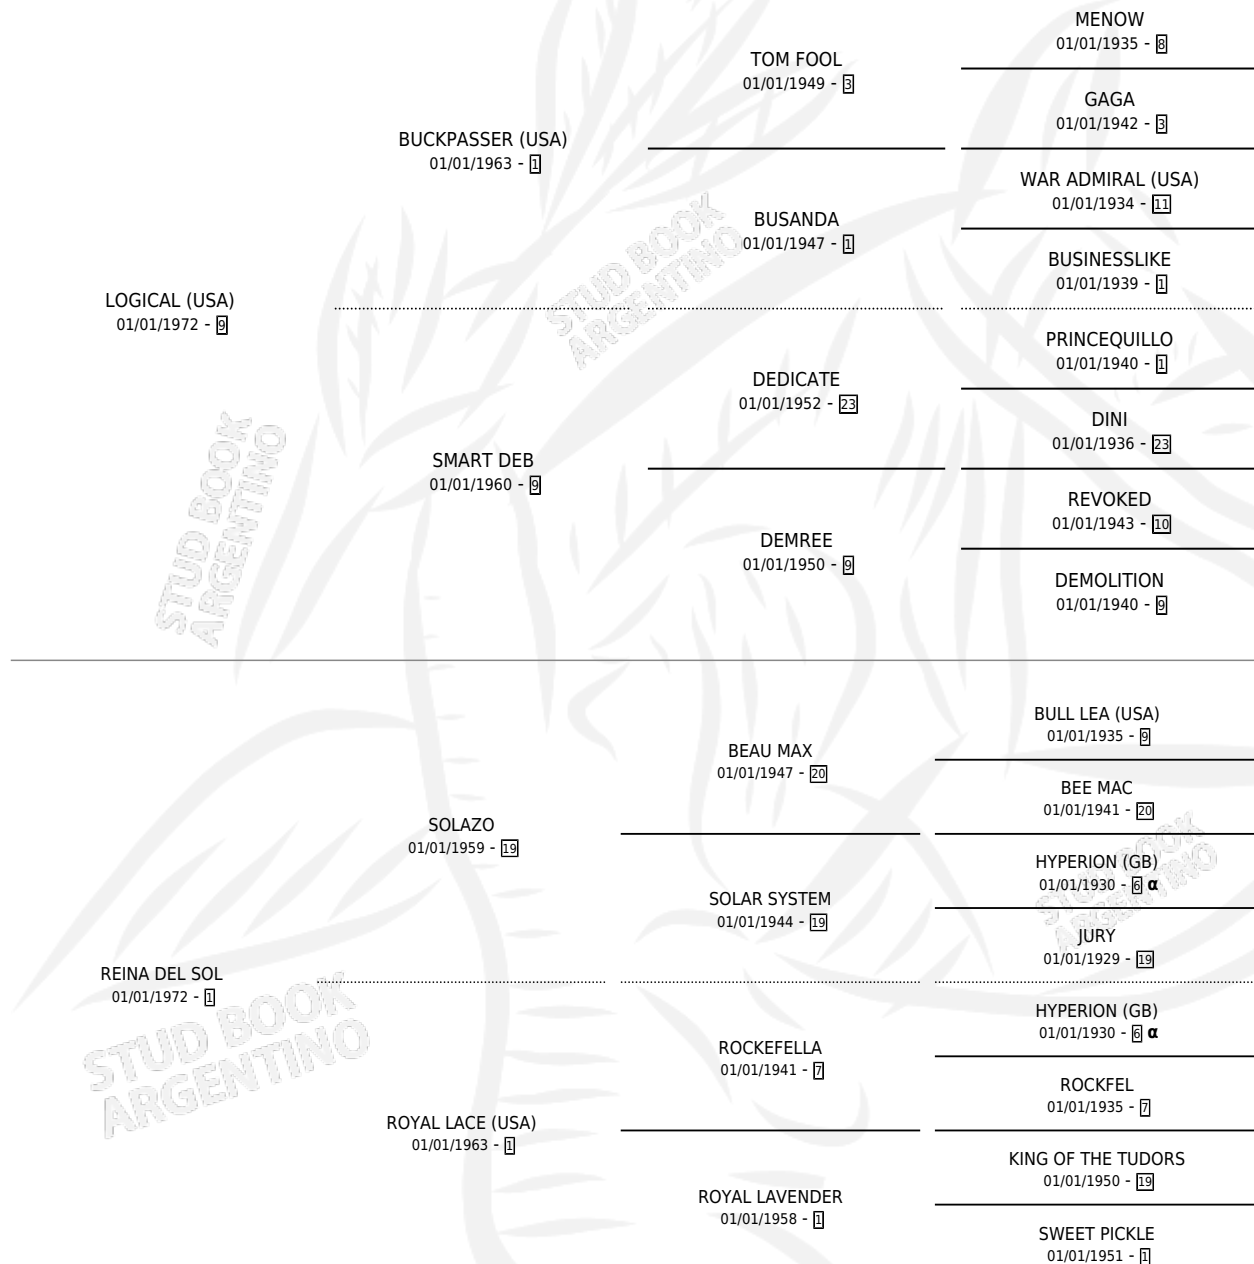 MENOW
01/01/1935 - 8
TOM FOOL
01/01/1949 - 3
GAGA
01/01/1942 - 3
BUCKPASSER (USA)
01/01/1963 - 1
WAR ADMIRAL (USA)
01/01/1934 - 11
BUSANDA
01/01/1947 - 1
BUSINESSLIKE
01/01/1939 - 1
LOGICAL (USA)
01/01/1972 - 9
PRINCEQUILLO
01/01/1940 - 1
DEDICATE
01/01/1952 - 23
DINI
01/01/1936 - 23
SMART DEB
01/01/1960 - 9
REVOKED
01/01/1943 - 10
DEMREE
01/01/1950 - 9
DEMOLITION
01/01/1940 - 9
STUD BOOK
ARGENTINO
STUD BOOK
ARGENTINO
BULL LEA (USA)
01/01/1935 - 9
BEAU MAX
01/01/1947 - 20
BEE MAC
01/01/1941 - 20
SOLAZO
01/01/1959 - 19
HYPERION (GB)
01/01/1930 - 6 α
SOLAR SYSTEM
01/01/1944 - 19
JURY
01/01/1929 - 19
REINA DEL SOL
01/01/1972 - 1
HYPERION (GB)
01/01/1930 - 6 α
ROCKEFELLA
01/01/1941 - 7
ROCKFEL
01/01/1935 - 7
ROYAL LACE (USA)
01/01/1963 - 1
KING OF THE TUDORS
01/01/1950 - 19
ROYAL LAVENDER
01/01/1958 - 1
SWEET PICKLE
01/01/1951 - 1
STUD BOOK
ARGENTINO
STUD BOOK
ARGENTINO